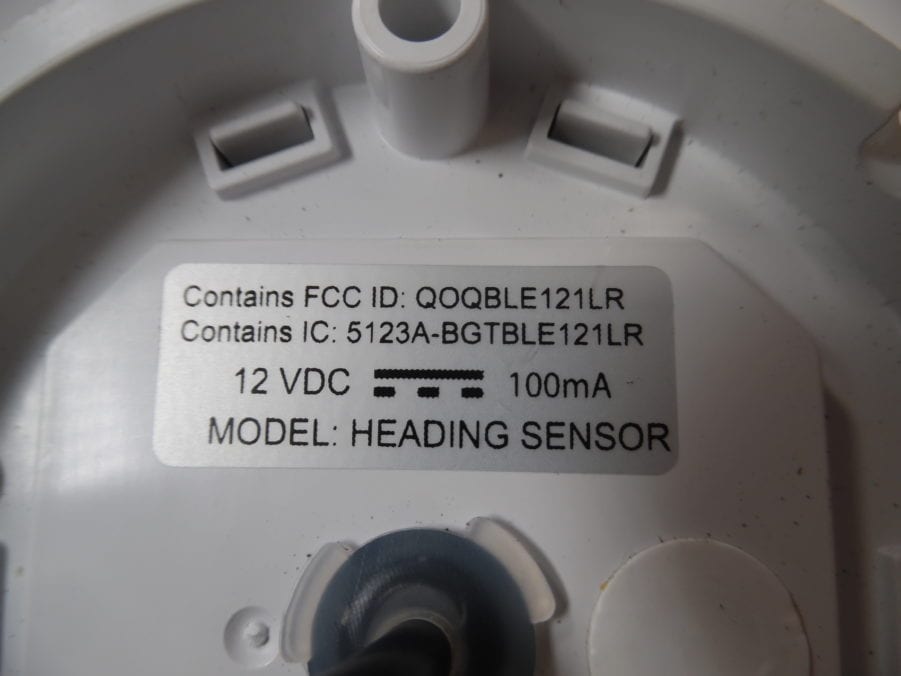 Contains FCC ID: QOQBLE121LR
Contains IC: 5123A-BGTBLE121LR
12 VDC 100mA
MODEL: HEADING SENSOR